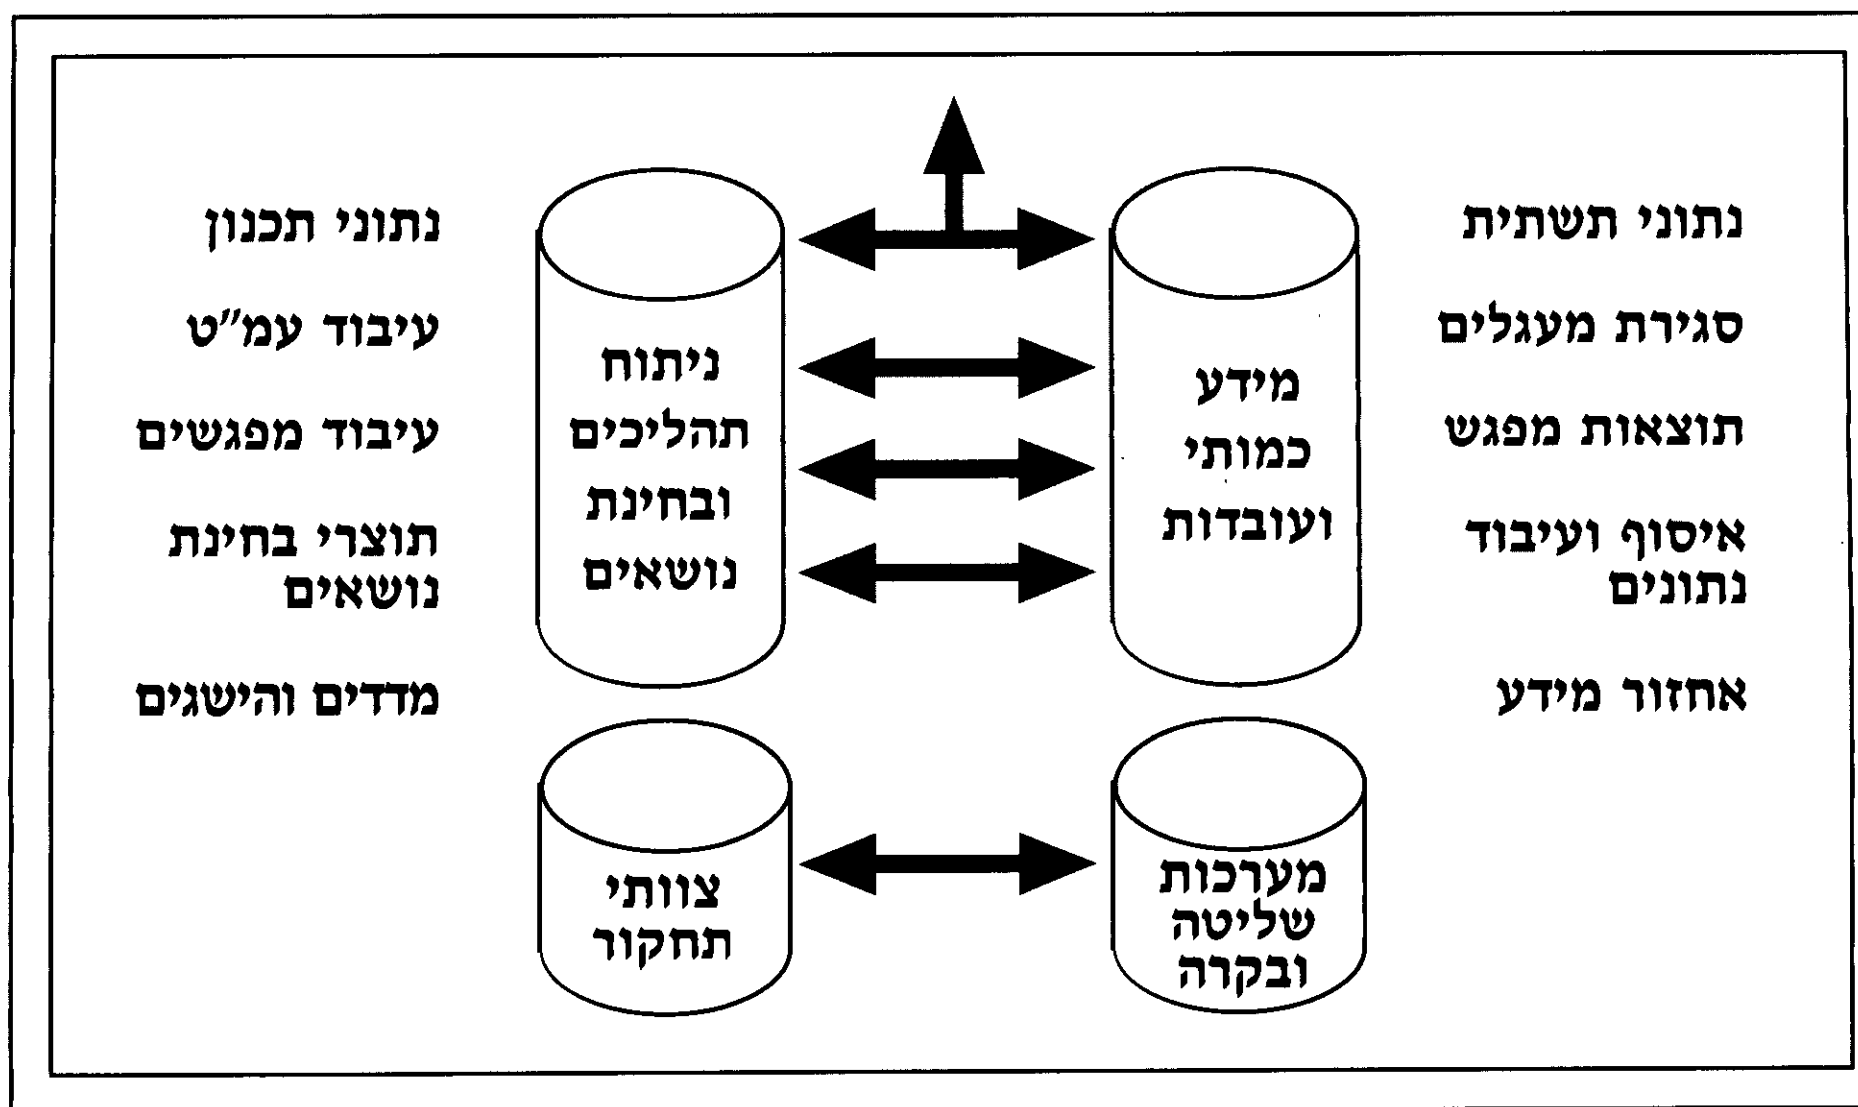 נתוני תשתית
סגירת מעגלים
תוצאות מפגש
איסוף ועיבוד
נתונים
אחזור מידע
מידע
כמותי
ועובדות
מערכות
שליטה
ובקרה
ניתוח
תהליכים
ובחינת
נושאים
צוותי
תחקור
נתוני תכנון
עיבוד עמ"ט
עיבוד מפגשים
תוצרי בחינת
נושאים
מדדים והישגים